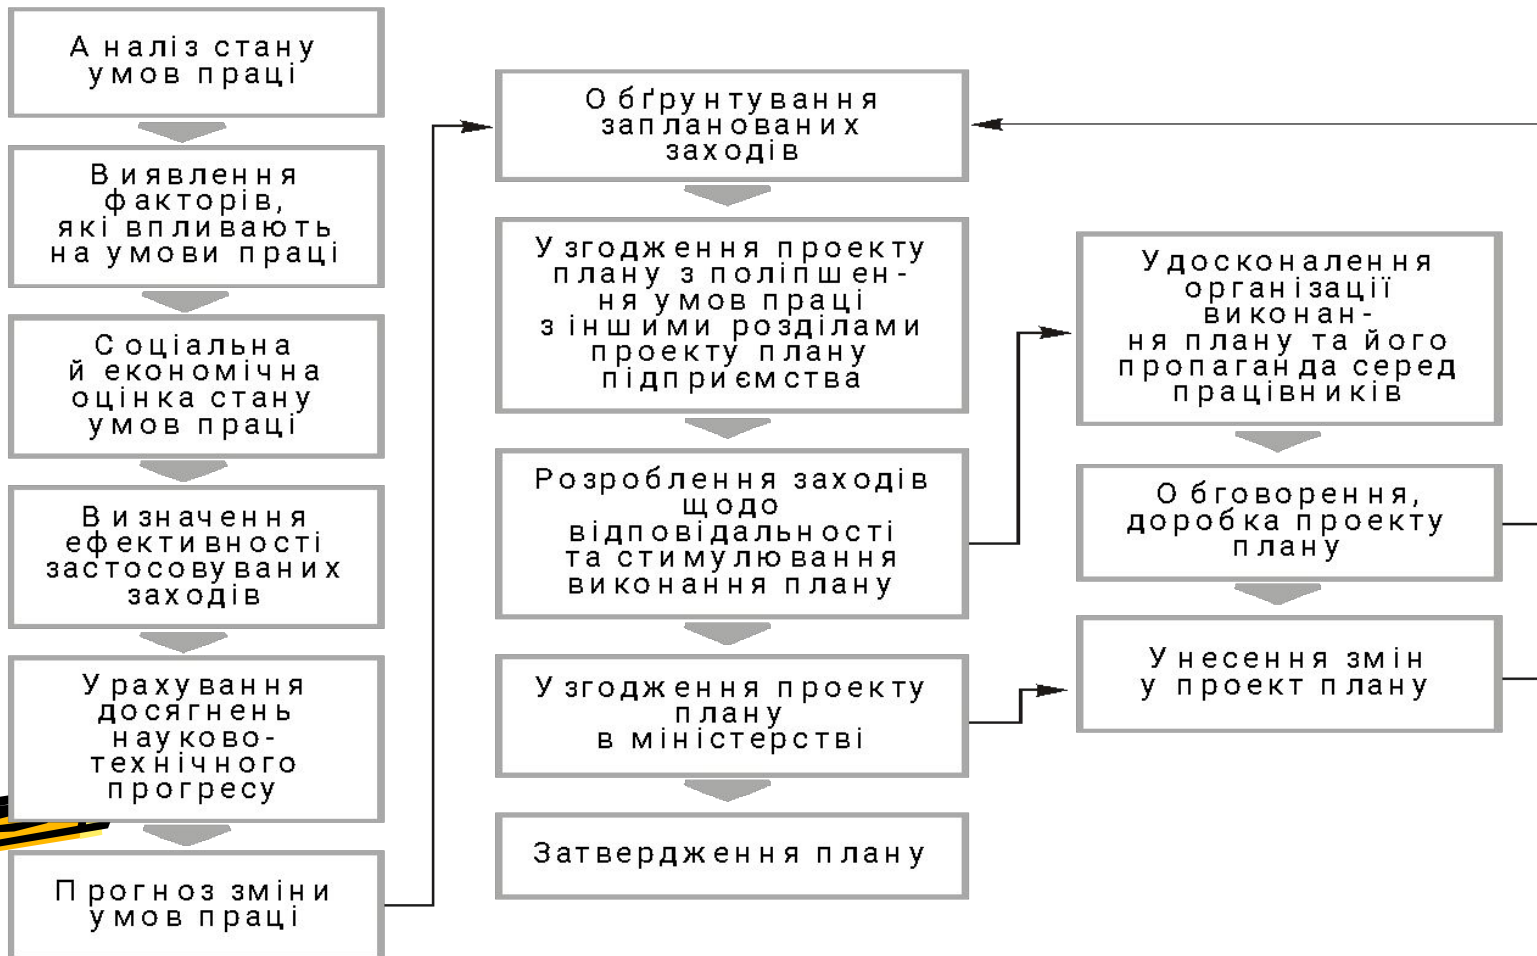 Аналіз стану
умов праці
Виявлення
факторів,
які впливають
на умови праці
Соціальна
й економічна
оцінка стану
умов праці
Визначення
ефективності
застосовуваних
заходів
Урахування
досягнень
науково-
технічного
прогресу
Прогноз зміни
умов праці
Обґрунтування
запланованих
заходів
Узгодження проекту
плану з поліпшен-
ня умов праці
з іншими розділами
проекту плану
підприємства
Розроблення заходів
щодо
відповідальності
та стимулювання
виконання плану
Узгодження проекту
плану
в міністерстві
Затвердження плану
Удосконалення
організації
виконан-
ня плану та його
пропаганда серед
працівників
Обговорення,
доробка проекту
плану
Унесення змін
у проект плану